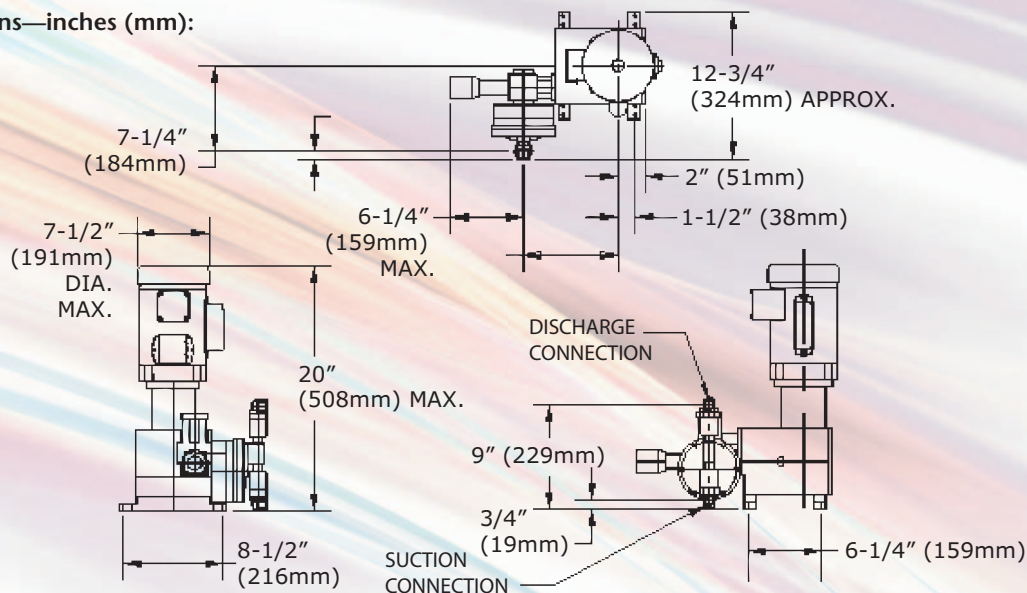 ns—inches (mm):
12-3/4"
(324mm) APPROX.
7-1/4"
(184mm)
2" (51mm)
6-1/4"
(159mm)
MAX.
1-1/2" (38mm)
7-1/2"
(191mm)
DIA.
MAX.
DISCHARGE
CONNECTION
20"
(508mm) MAX.
9" (229mm)
3/4"
(19mm)
8-1/2"
(216mm)
SUCTION
CONNECTION
6-1/4" (159mm)